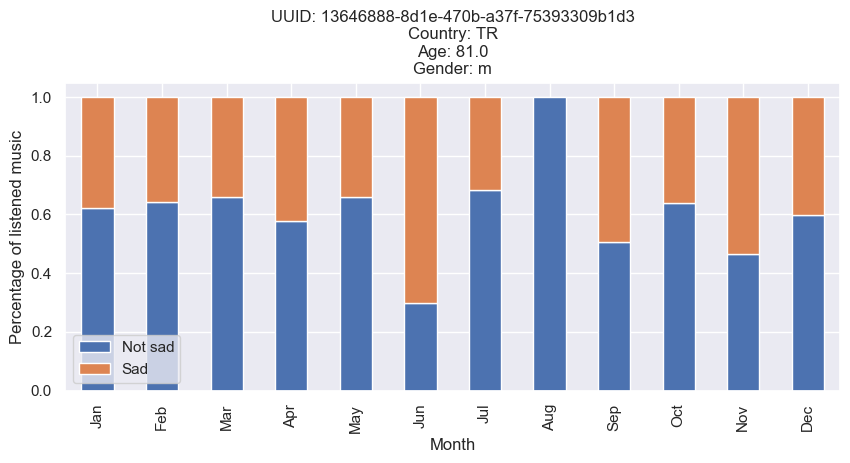 UUID: 13646888-8d1e-470b-a37f-75393309b1d3
Country: TR
Age: 81.0
Gender: m
Percentage of listened music
1.0
0.8
0.6
0.4
0.2
0.0
Not sad
Sad
Jan
Feb
Mar
Apr
May
Jun
Jul
Aug
Sep
Oct
Nov
Dec
Month